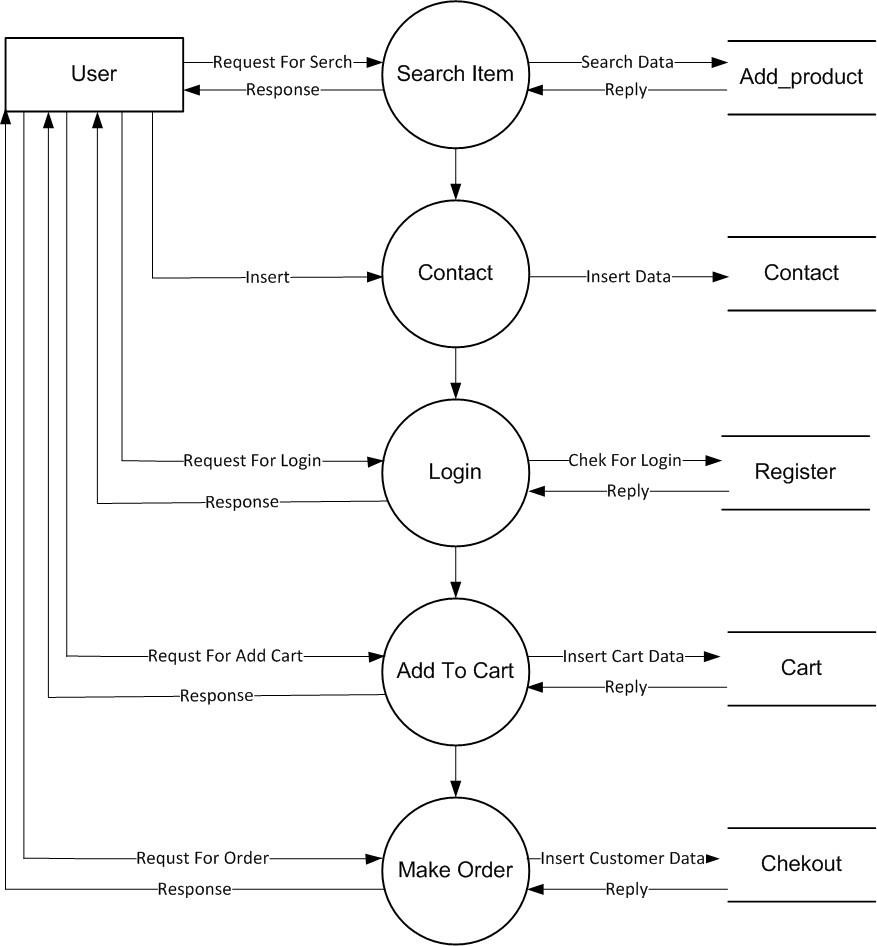 User
Request For Serch
Search Item
Search Data
Add_product
Response
Reply
Insert
Contact
Insert Data
Contact
Request For Login
Login
Chek For Login
Register
Response
Reply
Requst For Add Cart
Add To Cart
Insert Cart Data
Cart
Response
Reply
Requst For Order
Make Order
Insert Customer Data
Chekout
Response
Reply